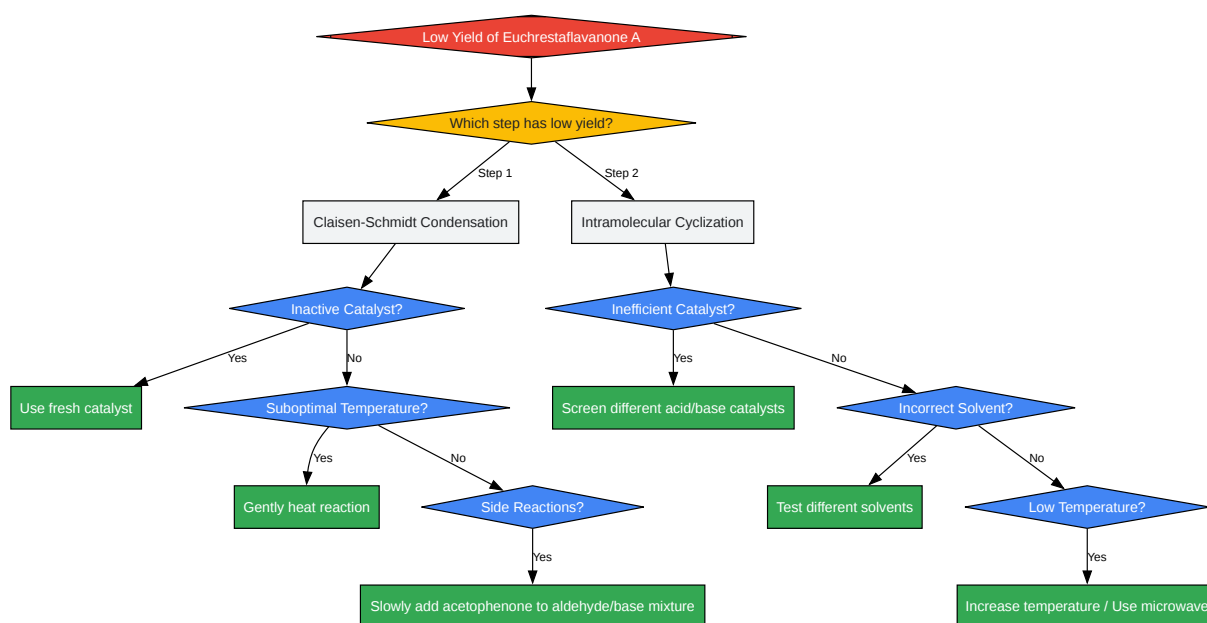 Low Yield of Euchrestaflavanone A
Which step has low yield?
Step 1
Step 2
Claisen-Schmidt Condensation
Intramolecular Cyclization
Inactive Catalyst?
Inefficient Catalyst?
Yes
No
Yes
No
Use fresh catalyst
Suboptimal Temperature?
Screen different acid/base catalysts
Incorrect Solvent?
Yes
No
Yes
No
Gently heat reaction
Side Reactions?
Test different solvents
Low Temperature?
Yes
Yes
Slowly add acetophenone to aldehyde/base mixture
Increase temperature / Use microwave